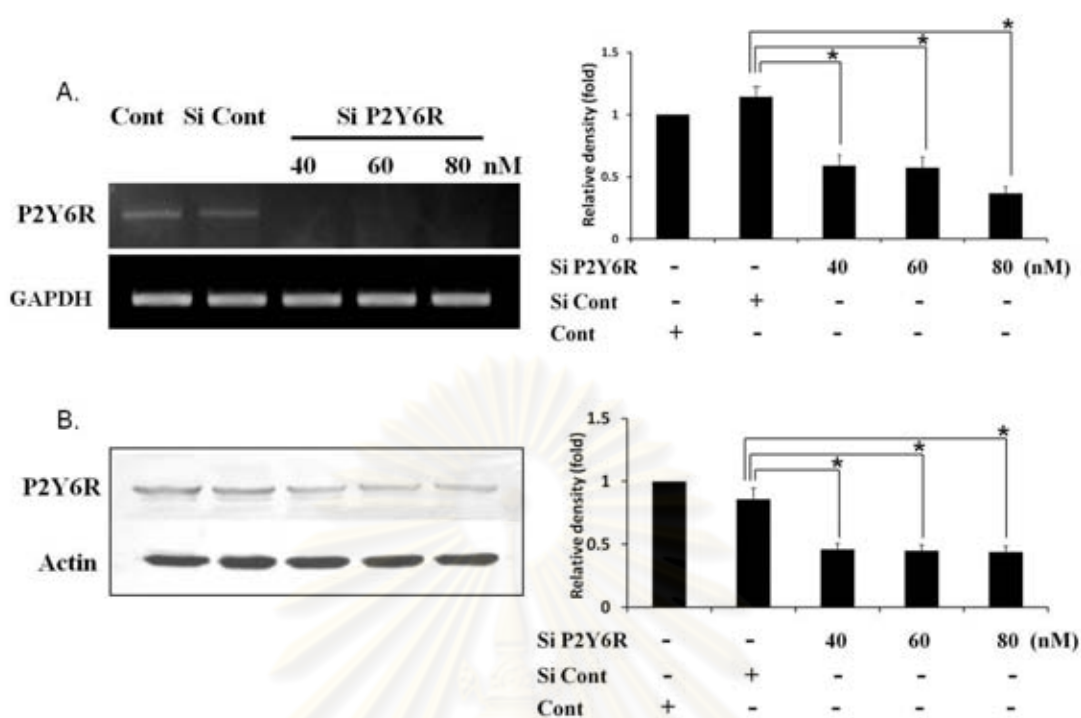 A.
Cont Si Cont Si P2Y6R
40 60 80 nM
P2Y6R
GAPDH
Relative density (fold)
1.5
1
0.5
0
* * *
Si P2Y6R - - 40 60 80 (nM)
Si Cont - + - - -
Cont + - - - -
B.
P2Y6R
Actin
Relative density (fold)
1.5
1
0.5
0
* * *
Si P2Y6R - - 40 60 80 (nM)
Si Cont - + - - -
Cont + - - - -